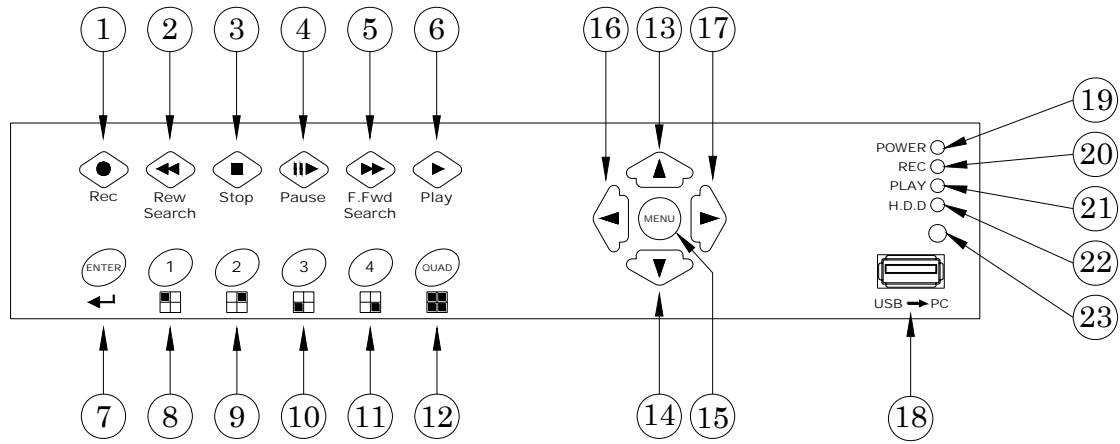 1 2 3 4 5 6 16 13 17
19
POWER
20
REC
PLAY
21
H.D.D
22
Rec Rew Search Stop Pause F.Fwd Search Play
MENU
ENTER 1 2 3 4 QUAD
USB PC
23
7 8 9 10 11 12 14 15 18